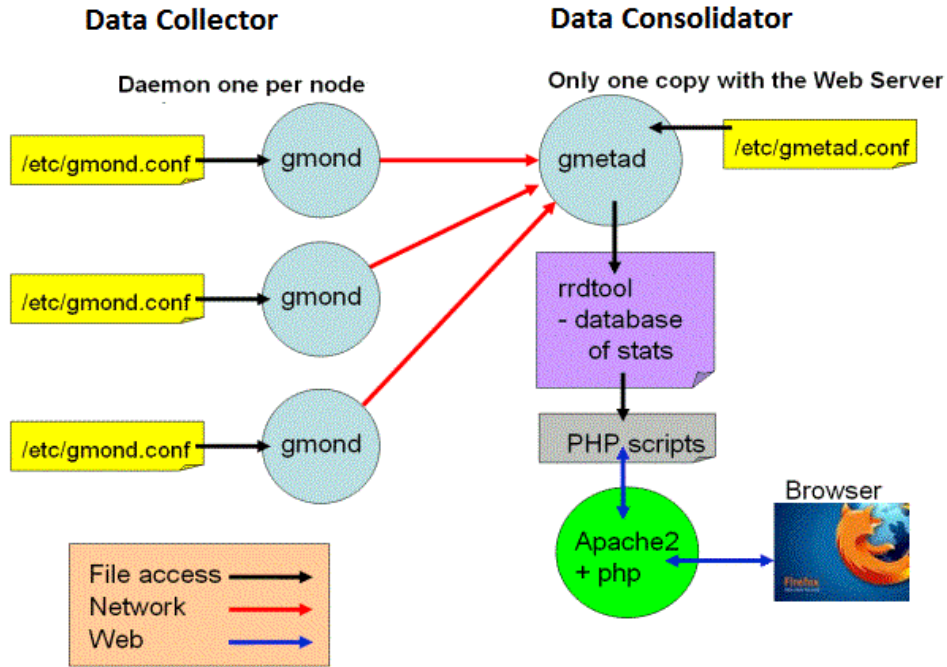 Data Collector
Data Consolidator
Daemon one per node
Only one copy with the Web Server
/etc/gmond.conf
gmond
gmetad
/etc/gmetad.conf
/etc/gmond.conf
gmond
rrdtool
- database
of stats
/etc/gmond.conf
gmond
PHP scripts
Browser
Apache2
+ php
Firefox
File access
Network
Web